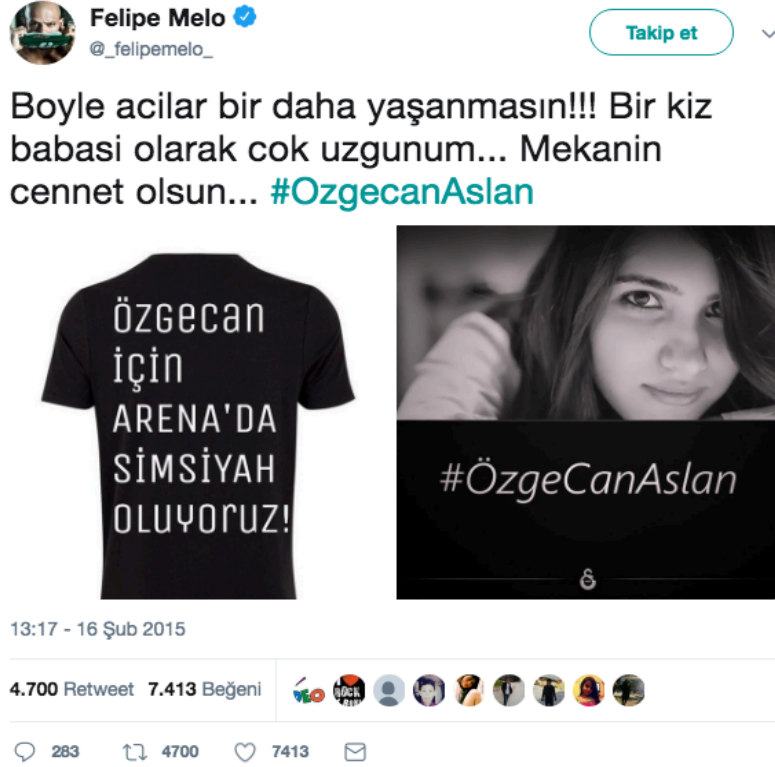 Felipe Melo
@_felipemelo_
Takip et
Boyle acilar bir daha yaşanmasın!!! Bir kiz
babasi olarak cok uzgunum... Mekanin
cennet olsun... #OzgecanAslan
özgecan
için
ARENA'DA
SİMSİYAH
OLUYORUZ!
#ÖzgeCanAslan
13:17 - 16 Şub 2015
4.700 Retweet 7.413 Beğeni
283 4700 7413